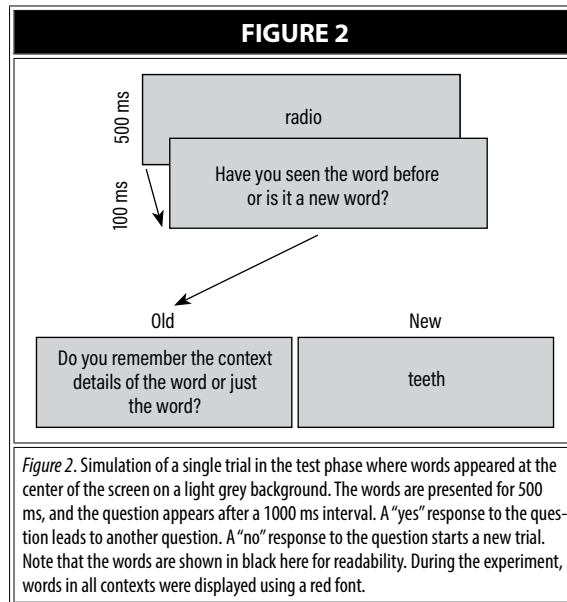 FIGURE 2
500 ms
radio
100 ms
Have you seen the word before
or is it a new word?
Old
New
Do you remember the context
details of the word or just
the word?
teeth
Figure 2. Simulation of a single trial in the test phase where words appeared at the
center of the screen on a light grey background. The words are presented for 500
ms, and the question appears after a 1000 ms interval. A “yes” response to the ques-
tion leads to another question. A “no” response to the question starts a new trial.
Note that the words are shown in black here for readability. During the experiment,
words in all contexts were displayed using a red font.